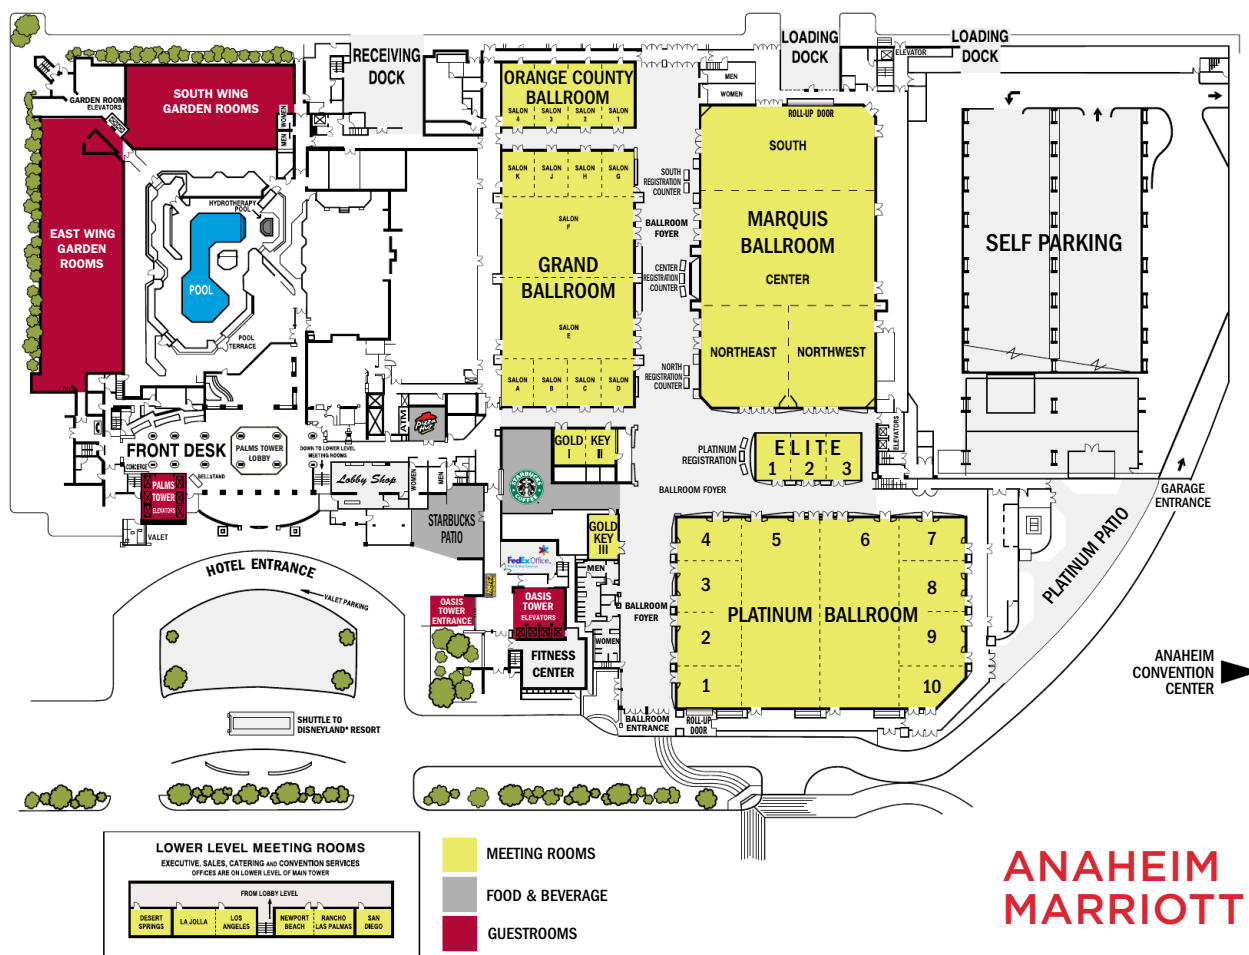 RECEIVING
DOCK
LOADING
DOCK
LOADING
DOCK
ELEVATOR
SOUTH WING
GARDEN ROOMS
GARDEN ROOM
ELEVATORS
WOMEN
MEN
ORANGE COUNTY
BALLROOM
SALON
4
SALON
3
SALON
2
SALON
1
MEN
WOMEN
ROLL-UP DOOR
SOUTH
MARQUIS
BALLROOM
CENTER
NORTHEAST
NORTHWEST
SELF PARKING
EAST WING
GARDEN
ROOMS
HYDROTHERAPY
POOL
POOL
POOL
TERRACE
SALON
K
SALON
J
SALON
H
SALON
G
SALON
F
GRAND
BALLROOM
SALON
E
SALON
A
SALON
B
SALON
C
SALON
D
SOUTH
REGISTRATION
COUNTER
BALLROOM
FOYER
CENTER
REGISTRATION
COUNTER
NORTH
REGISTRATION
COUNTER
ATM
Pizza
Hut
FRONT DESK
CONCIERGE
BELLSTAND
PALMS TOWER
LOBBY
DOWN TO LOWER LEVEL
MEETING ROOMS
Lobby Shop
WOMEN
MEN
PALMS
TOWER
ELEVATORS
VALET
STARBUCKS
PATIO
STARBUCKS
COFFEE
GOLD KEY
I II
GOLD
KEY
III
PLATINUM
REGISTRATION
BALLROOM FOYER
ELITE
1 2 3
ELEVATORS
GARAGE
ENTRANCE
PLATINUM PATIO
HOTEL ENTRANCE
VALET PARKING
FedEx Office
OASIS
TOWER
ENTRANCE
OASIS
TOWER
ELEVATORS
MEN
WOMEN
FITNESS
CENTER
BALLROOM
FOYER
4 5 6 7
3 8
PLATINUM BALLROOM
2 9
1 10
BALLROOM
ENTRANCE
ROLL-UP
DOOR
ANAHEIM
CONVENTION
CENTER
SHUTTLE TO
DISNEYLAND® RESORT
LOWER LEVEL MEETING ROOMS
EXECUTIVE, SALES, CATERING AND CONVENTION SERVICES
OFFICES ARE ON LOWER LEVEL OF MAIN TOWER
FROM LOBBY LEVEL
DESERT
SPRINGS
LA JOLLA
LOS
ANGELES
NEWPORT
BEACH
RANCHO
LAS PALMAS
SAN
DIEGO
MEETING ROOMS
FOOD & BEVERAGE
GUESTROOMS
ANAHEIM
MARRIOTT